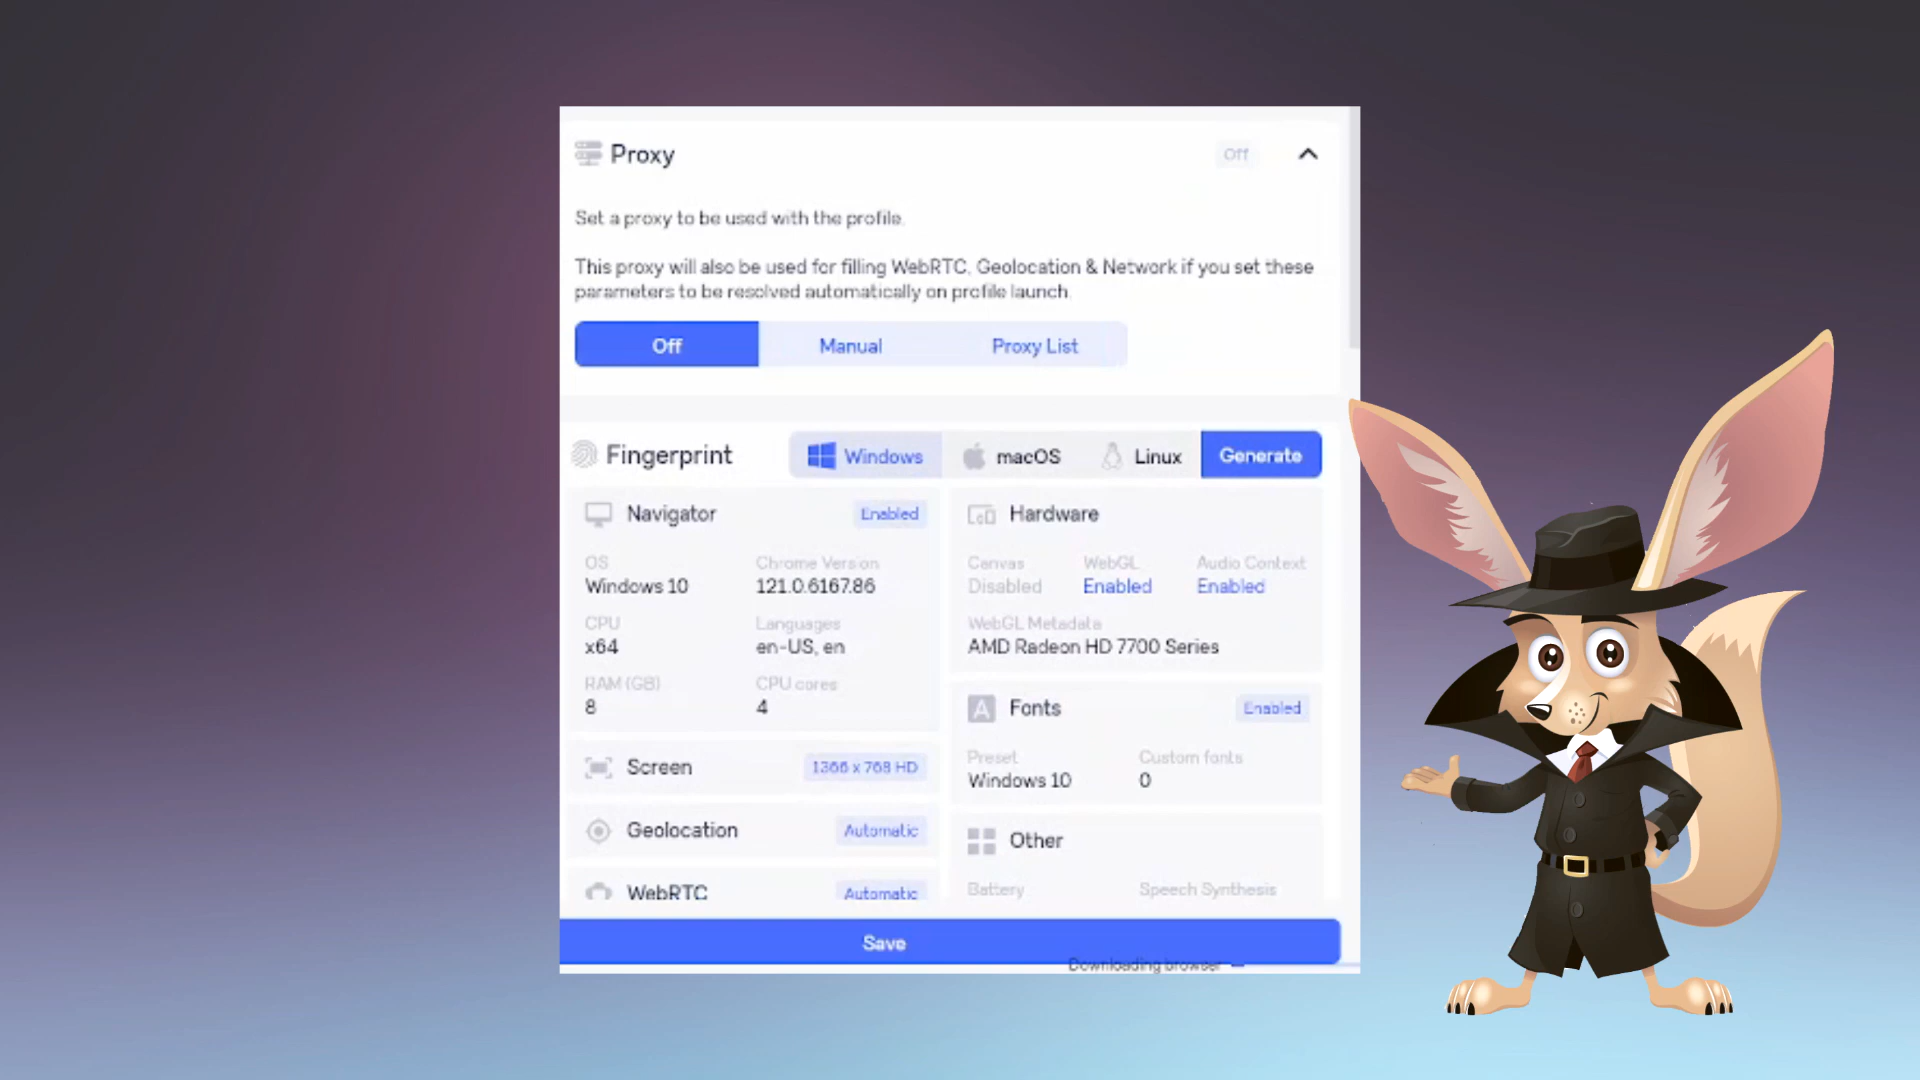 Proxy
Off
Set a proxy to be used with the profile.
This proxy will also be used for filling WebRTC, Geolocation & Network if you set these
parameters to be resolved automatically on profile launch.
Off Manual Proxy List
Fingerprint Windows macOS Linux Generate
Navigator Enabled
OS Chrome Version
Windows 10 121.0.6167.86
CPU Languages
x64 en-US, en
RAM (GB) CPU cores
8 4
Screen 1366 x 768 HD
Geolocation Automatic
WebRTC Automatic
Hardware
Canvas WebGL Audio Context
Disabled Enabled Enabled
WebGL Metadata
AMD Radeon HD 7700 Series
Fonts Enabled
Preset Custom fonts
Windows 10 0
Other
Battery Speech Synthesis
Save
Downloading browser